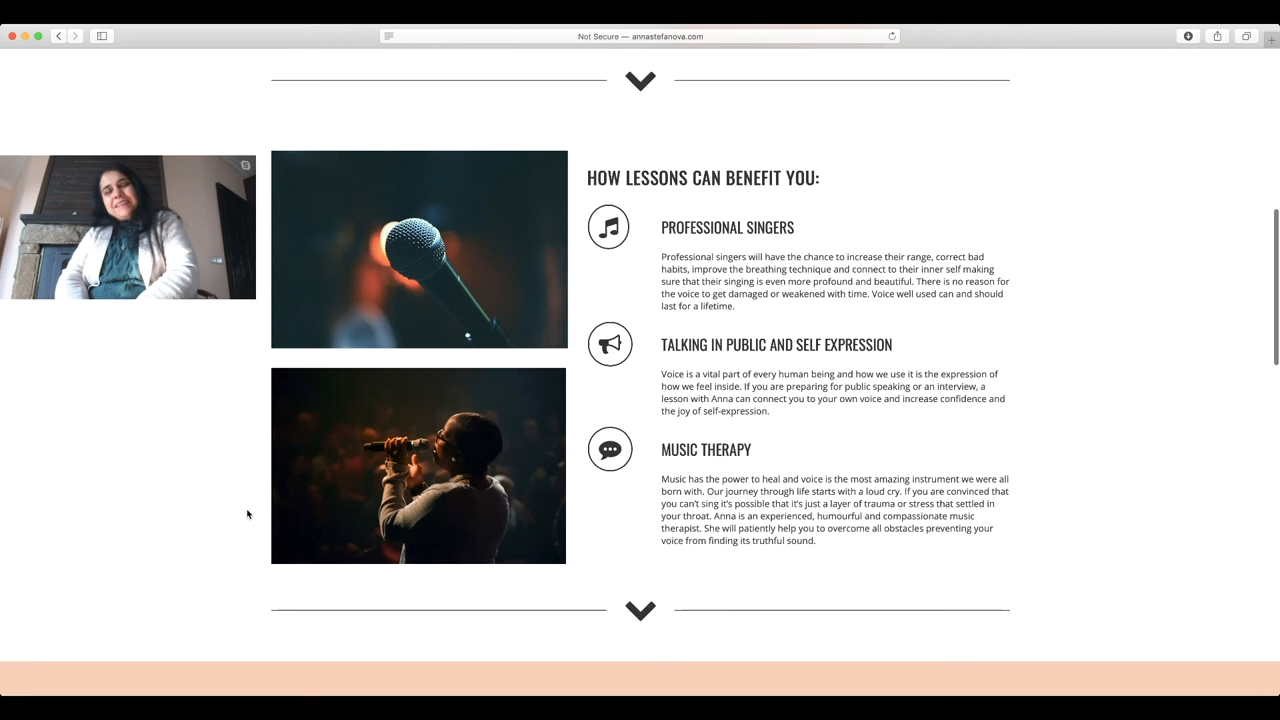 Not Secure — annastefanova.com
HOW LESSONS CAN BENEFIT YOU:
PROFESSIONAL SINGERS
Professional singers will have the chance to increase their range, correct bad
habits, improve the breathing technique and connect to their inner self making
sure that their singing is even more profound and beautiful. There is no reason for
the voice to get damaged or weakened with time. Voice well used can and should
last for a lifetime.
TALKING IN PUBLIC AND SELF EXPRESSION
Voice is a vital part of every human being and how we use it is the expression of
how we feel inside. If you are preparing for public speaking or an interview, a
lesson with Anna can connect you to your own voice and increase confidence and
the joy of self-expression.
MUSIC THERAPY
Music has the power to heal and voice is the most amazing instrument we were all
born with. Our journey through life starts with a loud cry. If you are convinced that
you can't sing it's possible that it's just a layer of trauma or stress that settled in
your throat. Anna is an experienced, humourful and compassionate music
therapist. She will patiently help you to overcome all obstacles preventing your
voice from finding its truthful sound.